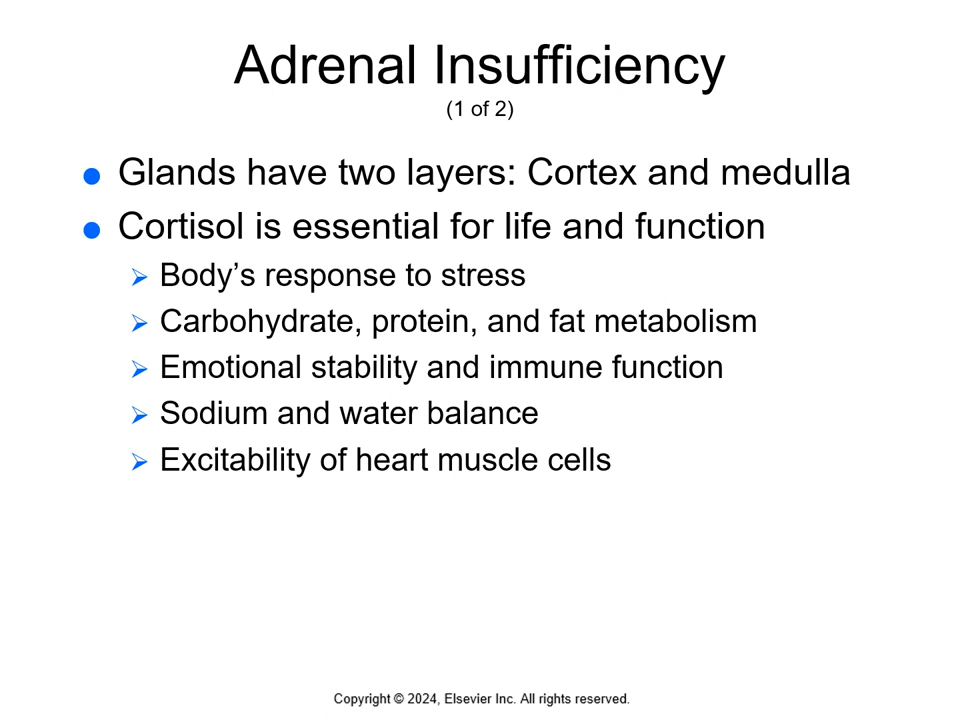 Adrenal Insufficiency
(1 of 2)
Glands have two layers: Cortex and medulla
Cortisol is essential for life and function
Body’s response to stress
Carbohydrate, protein, and fat metabolism
Emotional stability and immune function
Sodium and water balance
Excitability of heart muscle cells
Copyright © 2024, Elsevier Inc. All rights reserved.